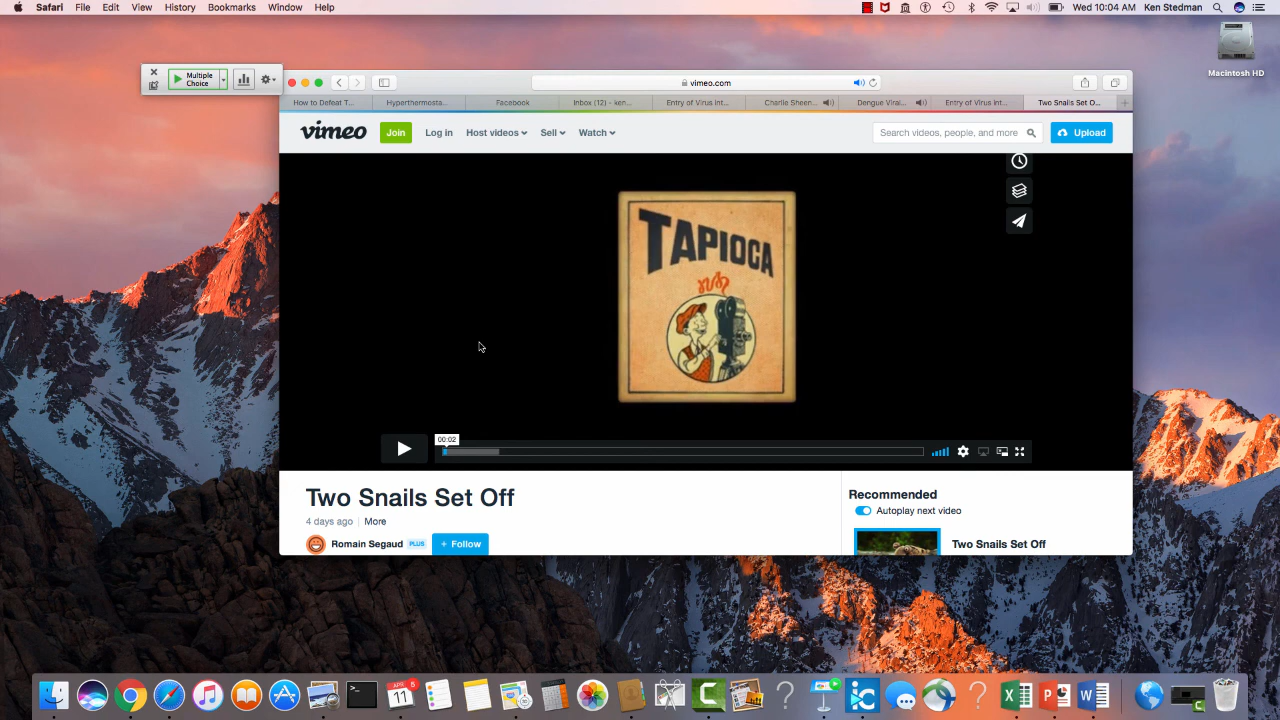 Safari File Edit View History Bookmarks Window Help Wed 10:04 AM Ken Stedman
Macintosh HD
Multiple
Choice
vimeo.com
How to Defeat T... Hyperthermosta... Facebook Inbox (12) - ken... Entry of Virus int... Charlie Sheen... Dengue Viral... Entry of Virus int... Two Snails Set O...
vimeo Join Log in Host videos Sell Watch Search videos, people, and more Upload
TAPIOCA
00:02
Two Snails Set Off
4 days ago More
Romain Segaud PLUS + Follow
Recommended
Autoplay next video
Two Snails Set Off
APR 5
11